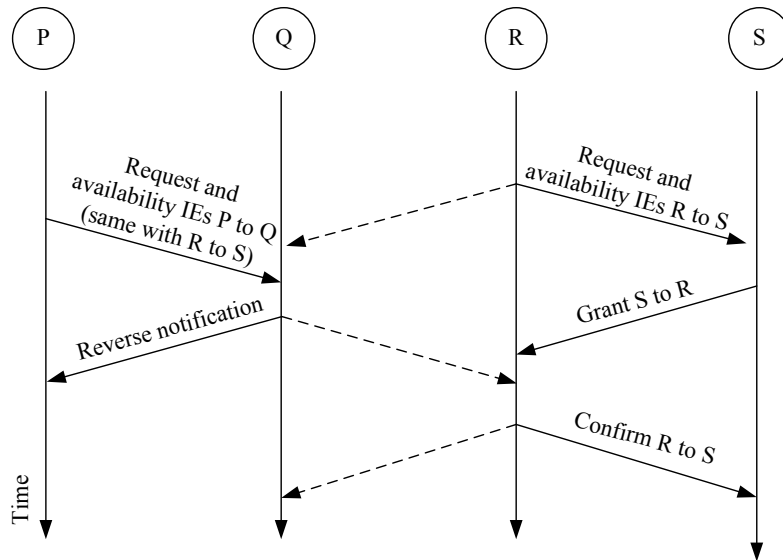 P
Q
R
S
Request and
availability IEs P to Q
(same with R to S)
Request and
availability IEs R to S
Reverse notification
Grant S to R
Confirm R to S
Time